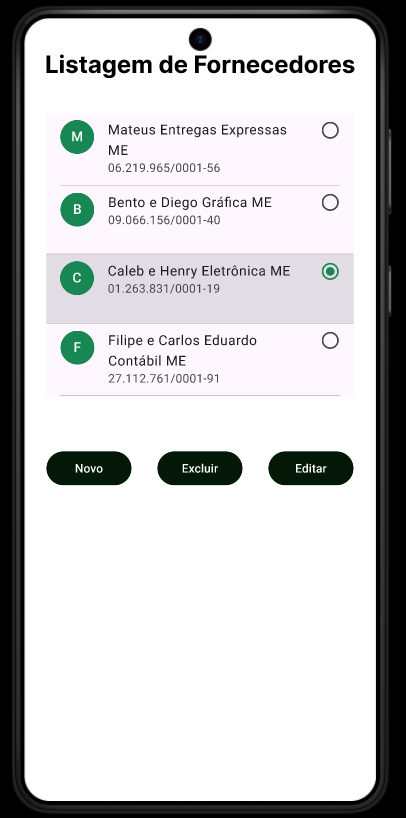 Listagem de Fornecedores
M
Mateus Entregas Expressas
ME
06.219.965/0001-56
B
Bento e Diego Gráfica ME
09.066.156/0001-40
C
Caleb e Henry Eletrônica ME
01.263.831/0001-19
F
Filipe e Carlos Eduardo
Contábil ME
27.112.761/0001-91
Novo
Excluir
Editar